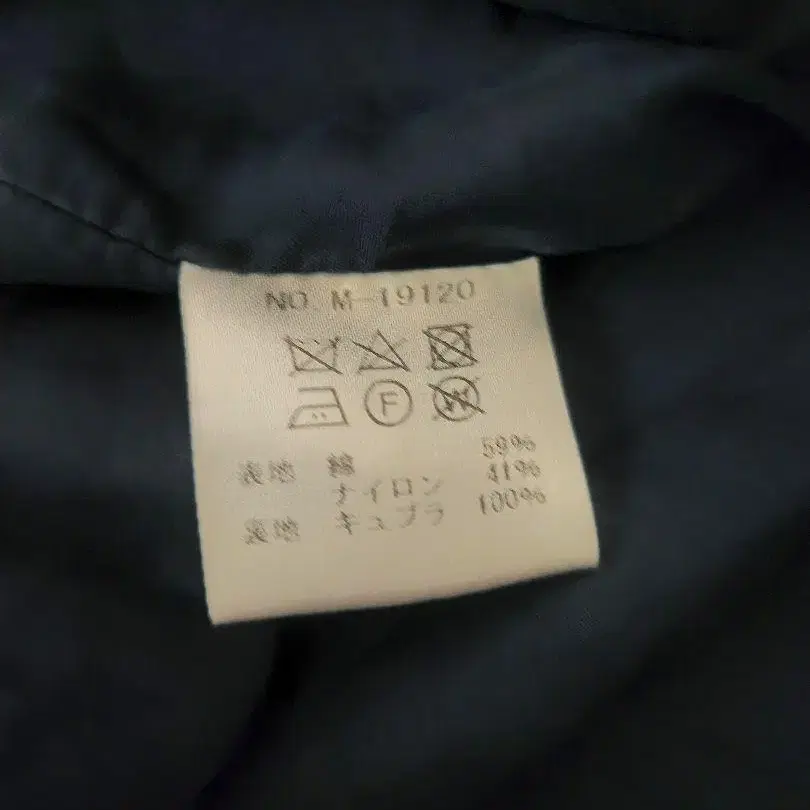 NO. M-19120
F
W
表地 綿 59%
ナイロン 41%
裏地 キュプラ 100%